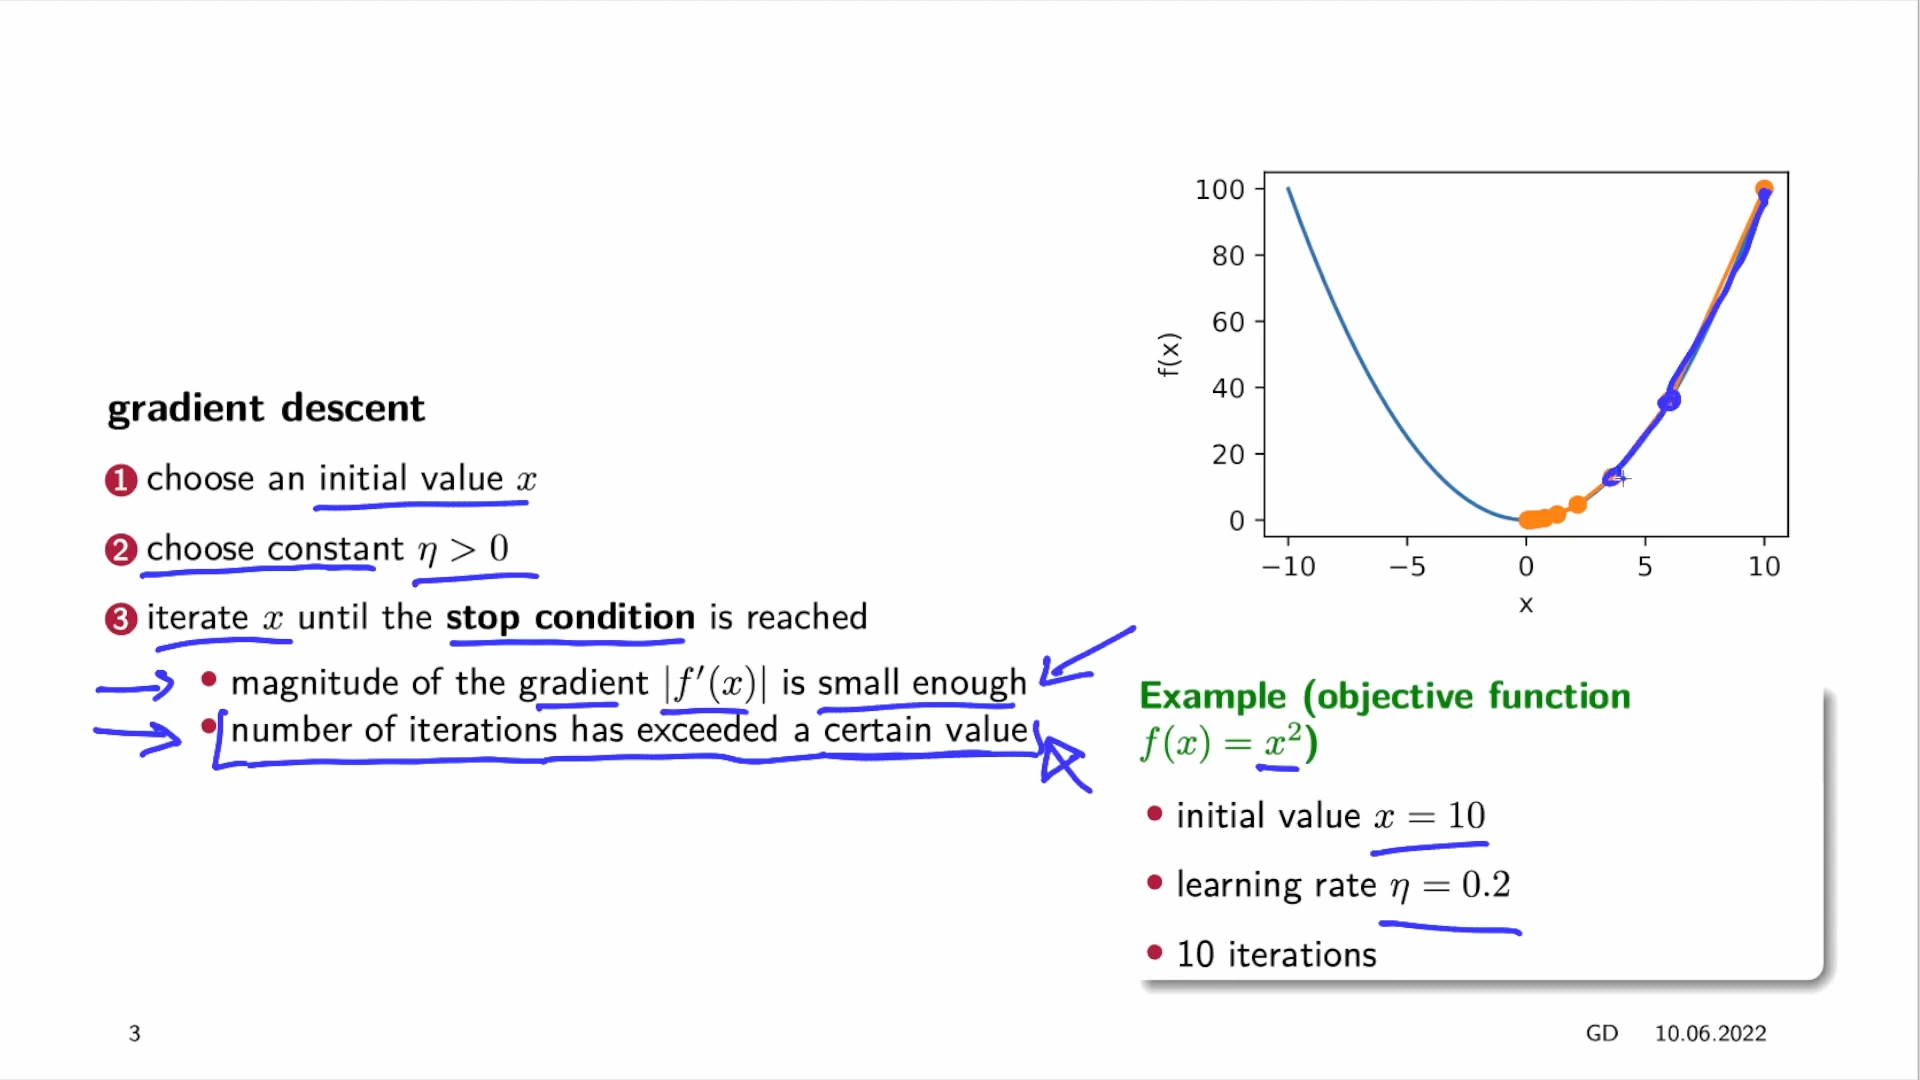 gradient descent
1 choose an initial value x
2 choose constant η > 0
3 iterate x until the stop condition is reached
• magnitude of the gradient |f′(x)| is small enough
• number of iterations has exceeded a certain value
100
80
60
40
20
0
f(x)
−10 −5 0 5 10
x
Example (objective function
f(x) = x²)
• initial value x = 10
• learning rate η = 0.2
• 10 iterations
3 GD 10.06.2022